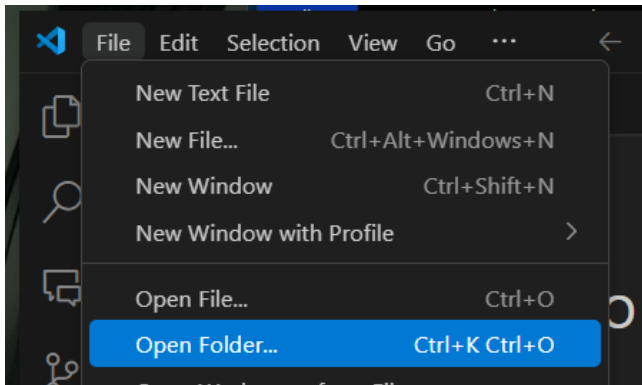 File Edit Selection View Go ...
New Text File Ctrl+N
New File... Ctrl+Alt+Windows+N
New Window Ctrl+Shift+N
New Window with Profile
Open File... Ctrl+O
Open Folder... Ctrl+K Ctrl+O